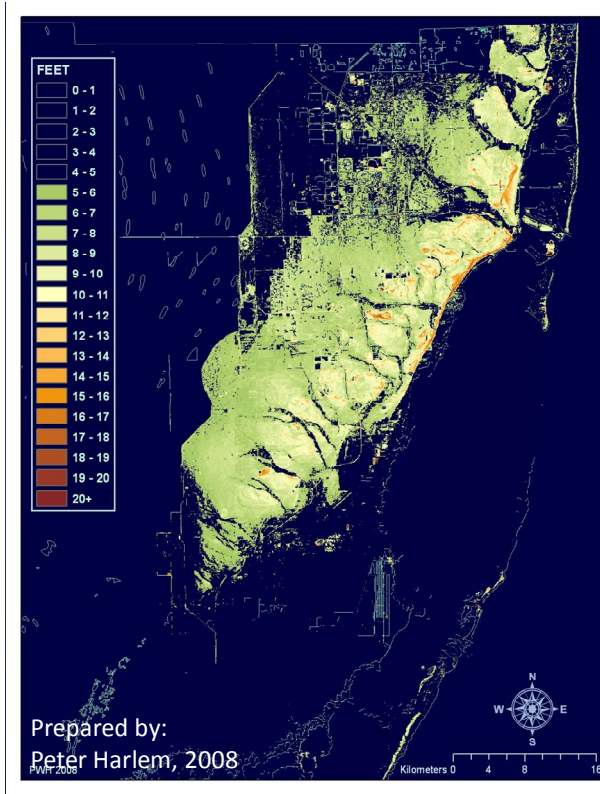 FEET
0 - 1
1 - 2
2 - 3
3 - 4
4 - 5
5 - 6
6 - 7
7 - 8
8 - 9
9 - 10
10 - 11
11 - 12
12 - 13
13 - 14
14 - 15
15 - 16
16 - 17
17 - 18
18 - 19
19 - 20
20+
N
W E
S
Prepared by:
Peter Harlem, 2008
PWH 2008
Kilometers 0 4 8 16